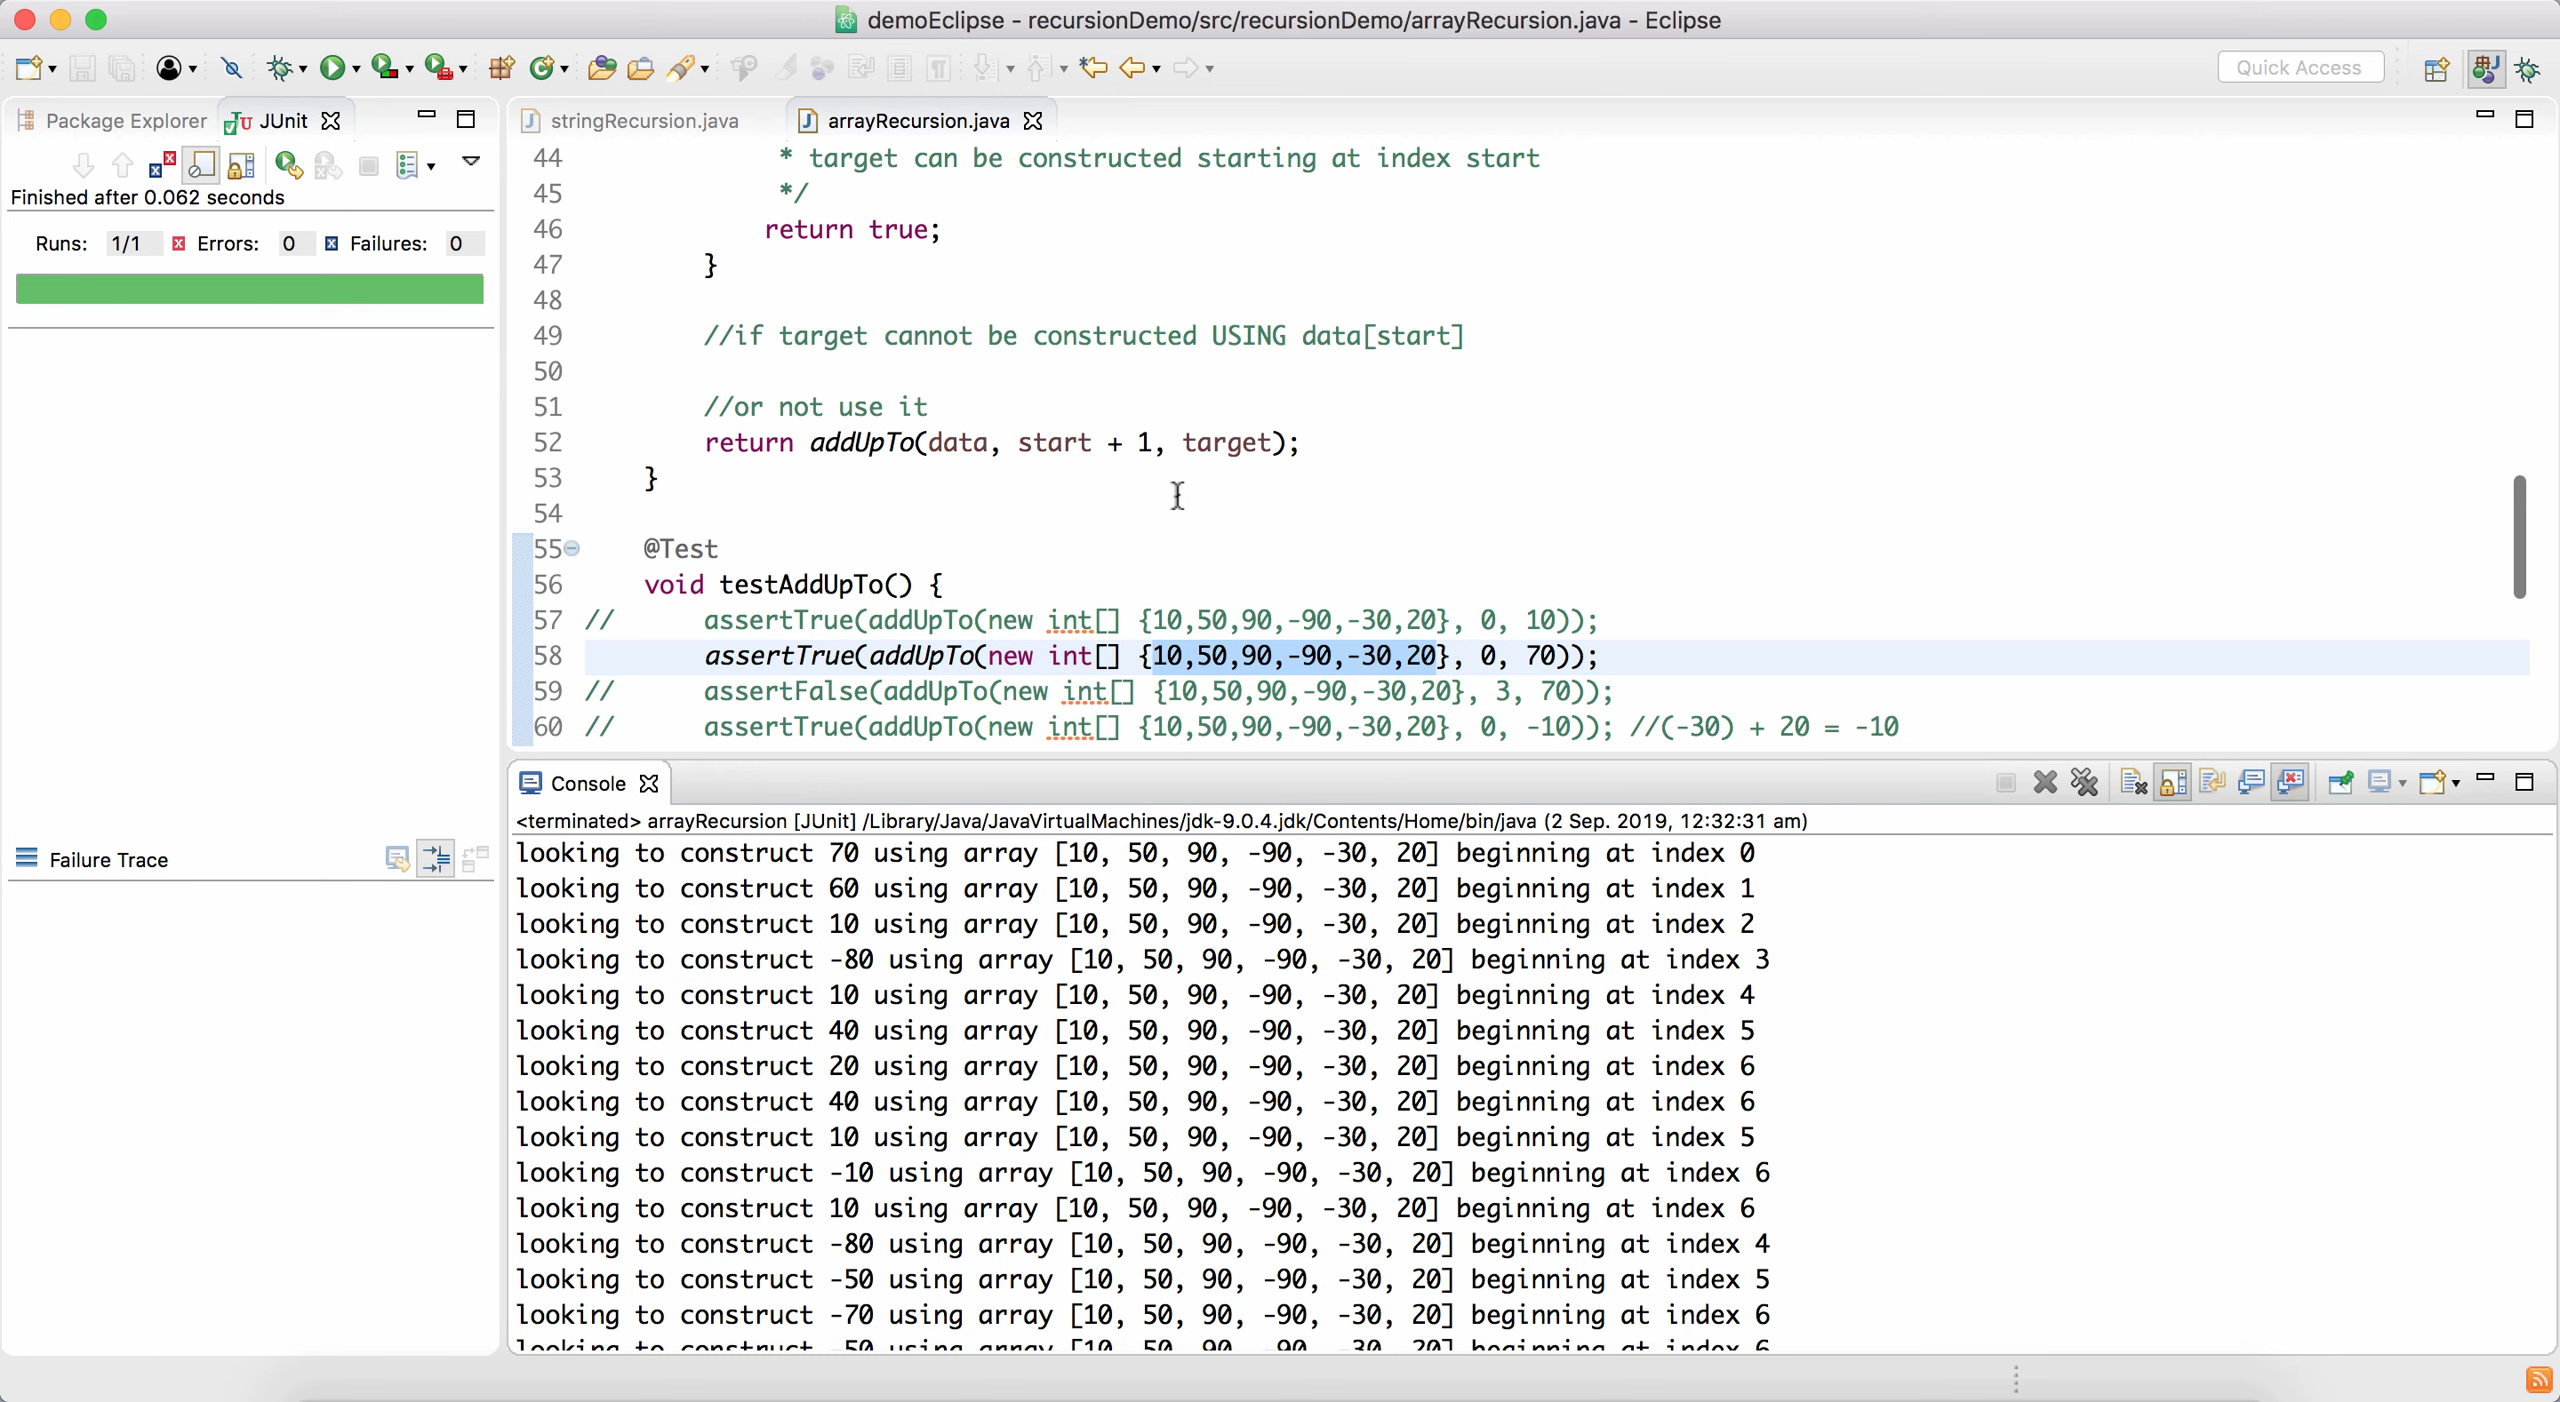 demoEclipse - recursionDemo/src/recursionDemo/arrayRecursion.java - Eclipse
Quick Access
Package Explorer
JUnit
Finished after 0.062 seconds
Runs: 1/1 Errors: 0 Failures: 0
Failure Trace
stringRecursion.java
arrayRecursion.java
44 * target can be constructed starting at index start
45 */
46 return true;
47 }
48
49 //if target cannot be constructed USING data[start]
50
51 //or not use it
52 return addUpTo(data, start + 1, target);
53 }
54
55 @Test
56 void testAddUpTo() {
57 // assertTrue(addUpTo(new int[] {10,50,90,-90,-30,20}, 0, 10));
58 assertTrue(addUpTo(new int[] {10,50,90,-90,-30,20}, 0, 70));
59 // assertFalse(addUpTo(new int[] {10,50,90,-90,-30,20}, 3, 70));
60 // assertTrue(addUpTo(new int[] {10,50,90,-90,-30,20}, 0, -10)); //(-30) + 20 = -10
Console
<terminated> arrayRecursion [JUnit] /Library/Java/JavaVirtualMachines/jdk-9.0.4.jdk/Contents/Home/bin/java (2 Sep. 2019, 12:32:31 am)
looking to construct 70 using array [10, 50, 90, -90, -30, 20] beginning at index 0
looking to construct 60 using array [10, 50, 90, -90, -30, 20] beginning at index 1
looking to construct 10 using array [10, 50, 90, -90, -30, 20] beginning at index 2
looking to construct -80 using array [10, 50, 90, -90, -30, 20] beginning at index 3
looking to construct 10 using array [10, 50, 90, -90, -30, 20] beginning at index 4
looking to construct 40 using array [10, 50, 90, -90, -30, 20] beginning at index 5
looking to construct 20 using array [10, 50, 90, -90, -30, 20] beginning at index 6
looking to construct 40 using array [10, 50, 90, -90, -30, 20] beginning at index 6
looking to construct 10 using array [10, 50, 90, -90, -30, 20] beginning at index 5
looking to construct -10 using array [10, 50, 90, -90, -30, 20] beginning at index 6
looking to construct 10 using array [10, 50, 90, -90, -30, 20] beginning at index 6
looking to construct -80 using array [10, 50, 90, -90, -30, 20] beginning at index 4
looking to construct -50 using array [10, 50, 90, -90, -30, 20] beginning at index 5
looking to construct -70 using array [10, 50, 90, -90, -30, 20] beginning at index 6
looking to construct -50 using array [10, 50, 90, -90, -30, 20] beginning at index 6